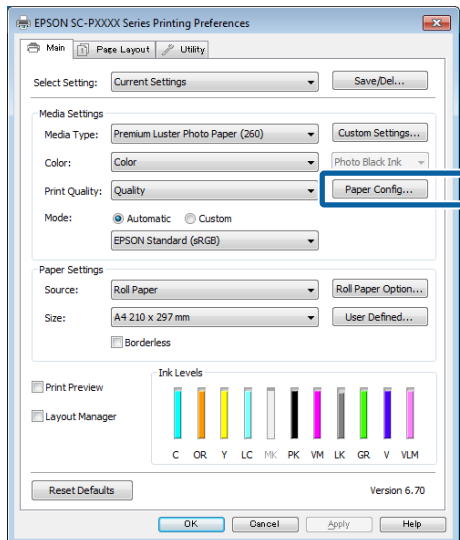 EPSON SC-PXXXX Series Printing Preferences
Main Page Layout Utility
Select Setting: Current Settings Save/Del...
Media Settings
Media Type: Premium Luster Photo Paper (260) Custom Settings...
Color: Color Photo Black Ink
Print Quality: Quality Paper Config...
Mode: Automatic Custom
EPSON Standard (sRGB)
Paper Settings
Source: Roll Paper Roll Paper Option...
Size: A4 210 x 297 mm User Defined...
Borderless
Ink Levels
Print Preview
Layout Manager
C OR Y LC MK PK VM LK GR V VLM
Reset Defaults Version 6.70
OK Cancel Apply Help